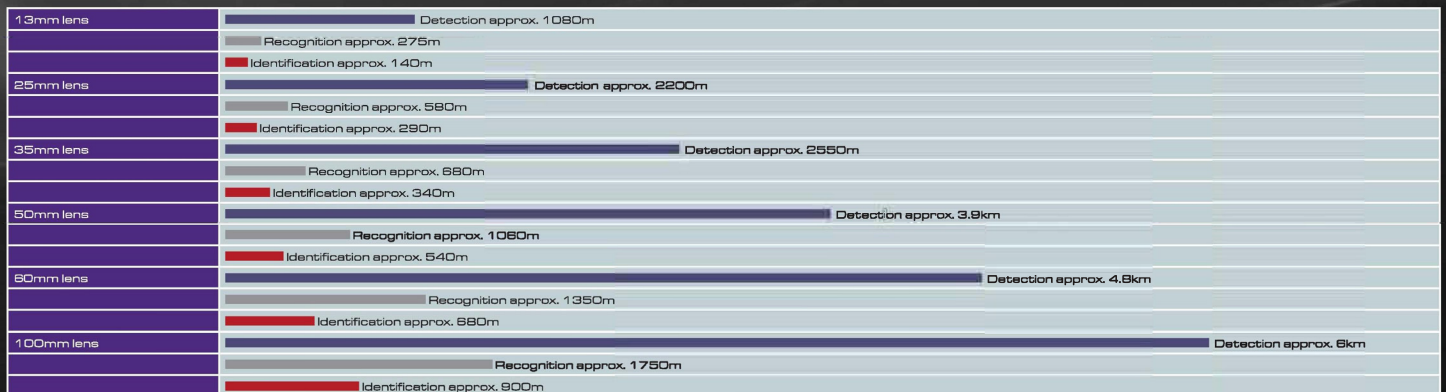 13mm lens Detection approx. 1080m
Recognition approx. 275m
Identification approx. 140m
25mm lens Detection approx. 2200m
Recognition approx. 580m
Identification approx. 290m
35mm lens Detection approx. 2550m
Recognition approx. 680m
Identification approx. 340m
50mm lens Detection approx. 3.9km
Recognition approx. 1060m
Identification approx. 540m
60mm lens Detection approx. 4.8km
Recognition approx. 1350m
Identification approx. 680m
100mm lens Detection approx. 6km
Recognition approx. 1750m
Identification approx. 900m